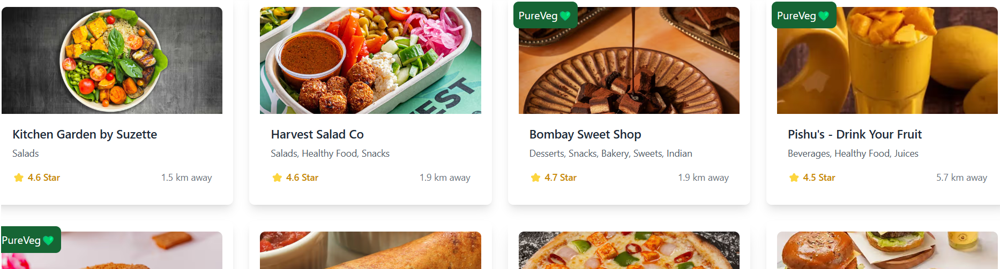 PureVeg💚
PureVeg💚
VEST
Kitchen Garden by Suzette
Salads
4.6 Star
1.5 km away
Harvest Salad Co
Salads, Healthy Food, Snacks
4.6 Star
1.9 km away
Bombay Sweet Shop
Desserts, Snacks, Bakery, Sweets, Indian
4.7 Star
1.9 km away
Pishu's - Drink Your Fruit
Beverages, Healthy Food, Juices
4.5 Star
5.7 km away
PureVeg💚